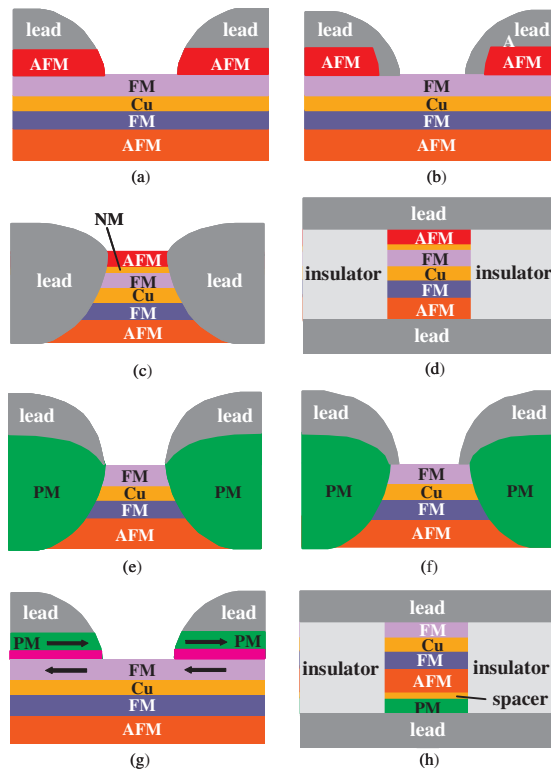 lead lead
AFM AFM
FM
Cu
FM
AFM
(a)
lead lead
A
AFM AFM
FM
Cu
FM
AFM
(b)
NM
lead AFM lead
FM
Cu
FM
AFM
(c)
lead
AFM
insulator FM insulator
Cu
FM
AFM
lead
(d)
lead lead
PM FM PM
Cu
FM
AFM
(e)
lead lead
PM FM PM
Cu
FM
AFM
(f)
lead lead
PM PM
FM
Cu
FM
AFM
(g)
lead
FM
Cu
insulator FM insulator
AFM
spacer
PM
lead
(h)